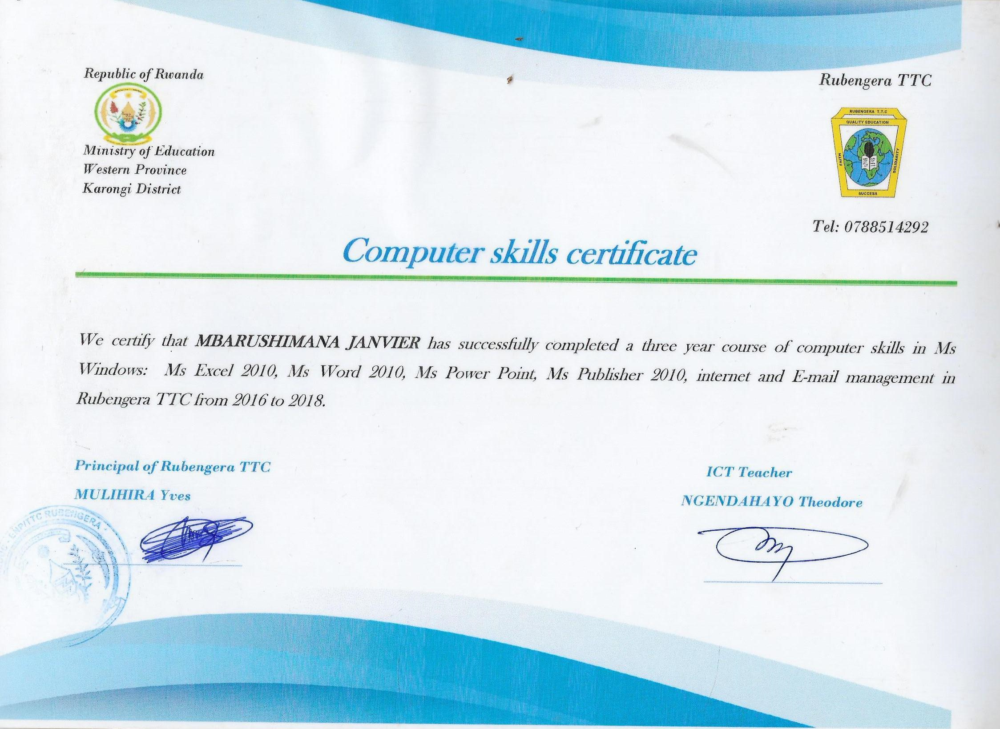 Republic of Rwanda
Rubengera TTC
RUBENGERA T.T.C
QUALITY EDUCATION
FAITH
SOLIDARITY
SUCCESS
Ministry of Education
Western Province
Karongi District
Tel: 0788514292
Computer skills certificate
We certify that MBARUSHIMANA JANVIER has successfully completed a three year course of computer skills in Ms
Windows: Ms Excel 2010, Ms Word 2010, Ms Power Point, Ms Publisher 2010, internet and E-mail management in
Rubengera TTC from 2016 to 2018.
Principal of Rubengera TTC
ICT Teacher
MULIHIRA Yves
NGENDAHAYO Theodore
ENP/TTC RUBENGERA